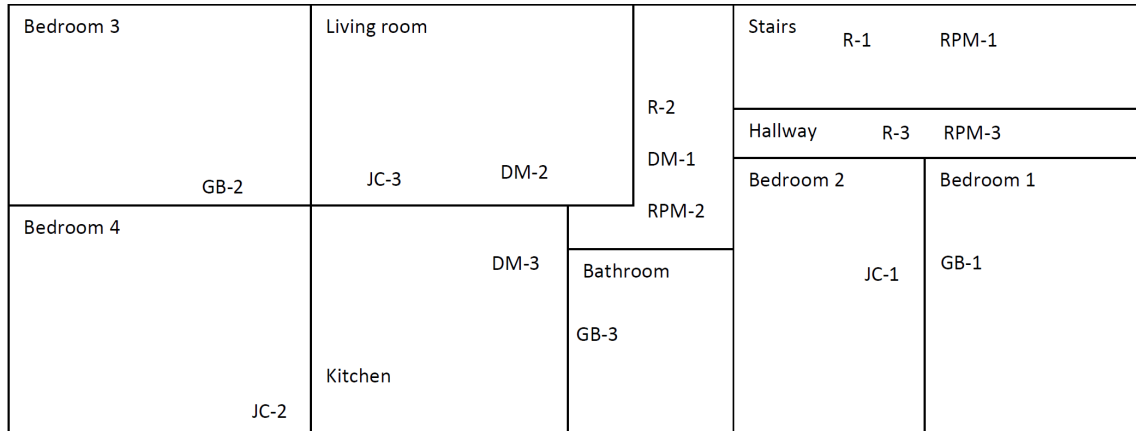 Bedroom 3
GB-2
Bedroom 4
JC-2
Living room
JC-3 DM-2
DM-3
Kitchen
R-2
DM-1
RPM-2
Bathroom
GB-3
Stairs R-1 RPM-1
Hallway R-3 RPM-3
Bedroom 2
JC-1
Bedroom 1
GB-1